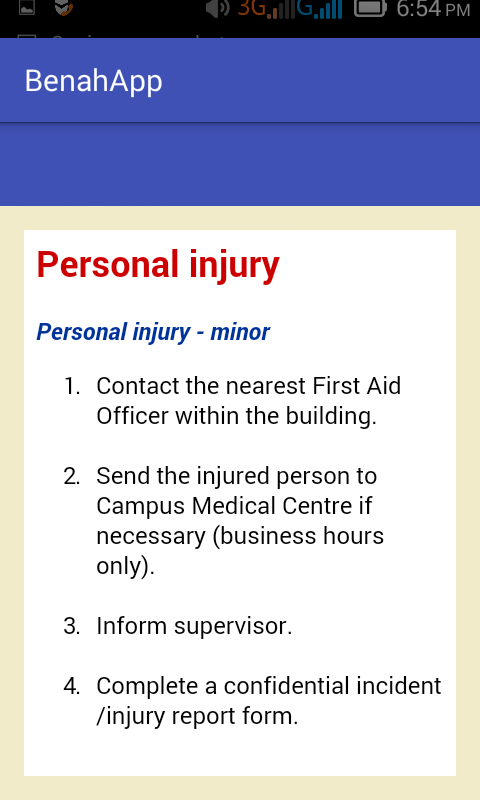 3G G 6:54 PM
BenahApp
Personal injury
Personal injury - minor
1. Contact the nearest First Aid
Officer within the building.
2. Send the injured person to
Campus Medical Centre if
necessary (business hours
only).
3. Inform supervisor.
4. Complete a confidential incident
/injury report form.